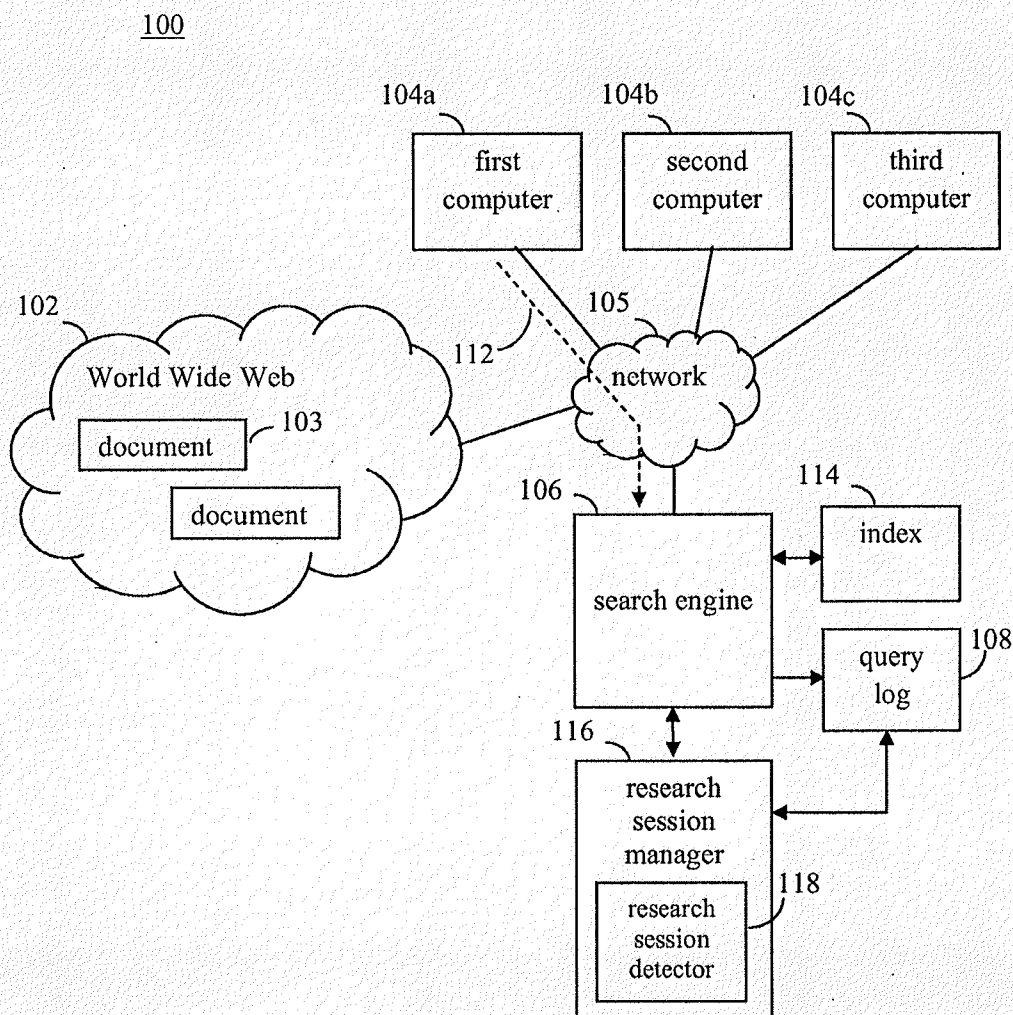 100
104a
104b
104c
first
computer
second
computer
third
computer
102
105
112
World Wide Web
network
document
103
document
106
114
index
search engine
query
log
108
116
research
session
manager
118
research
session
detector